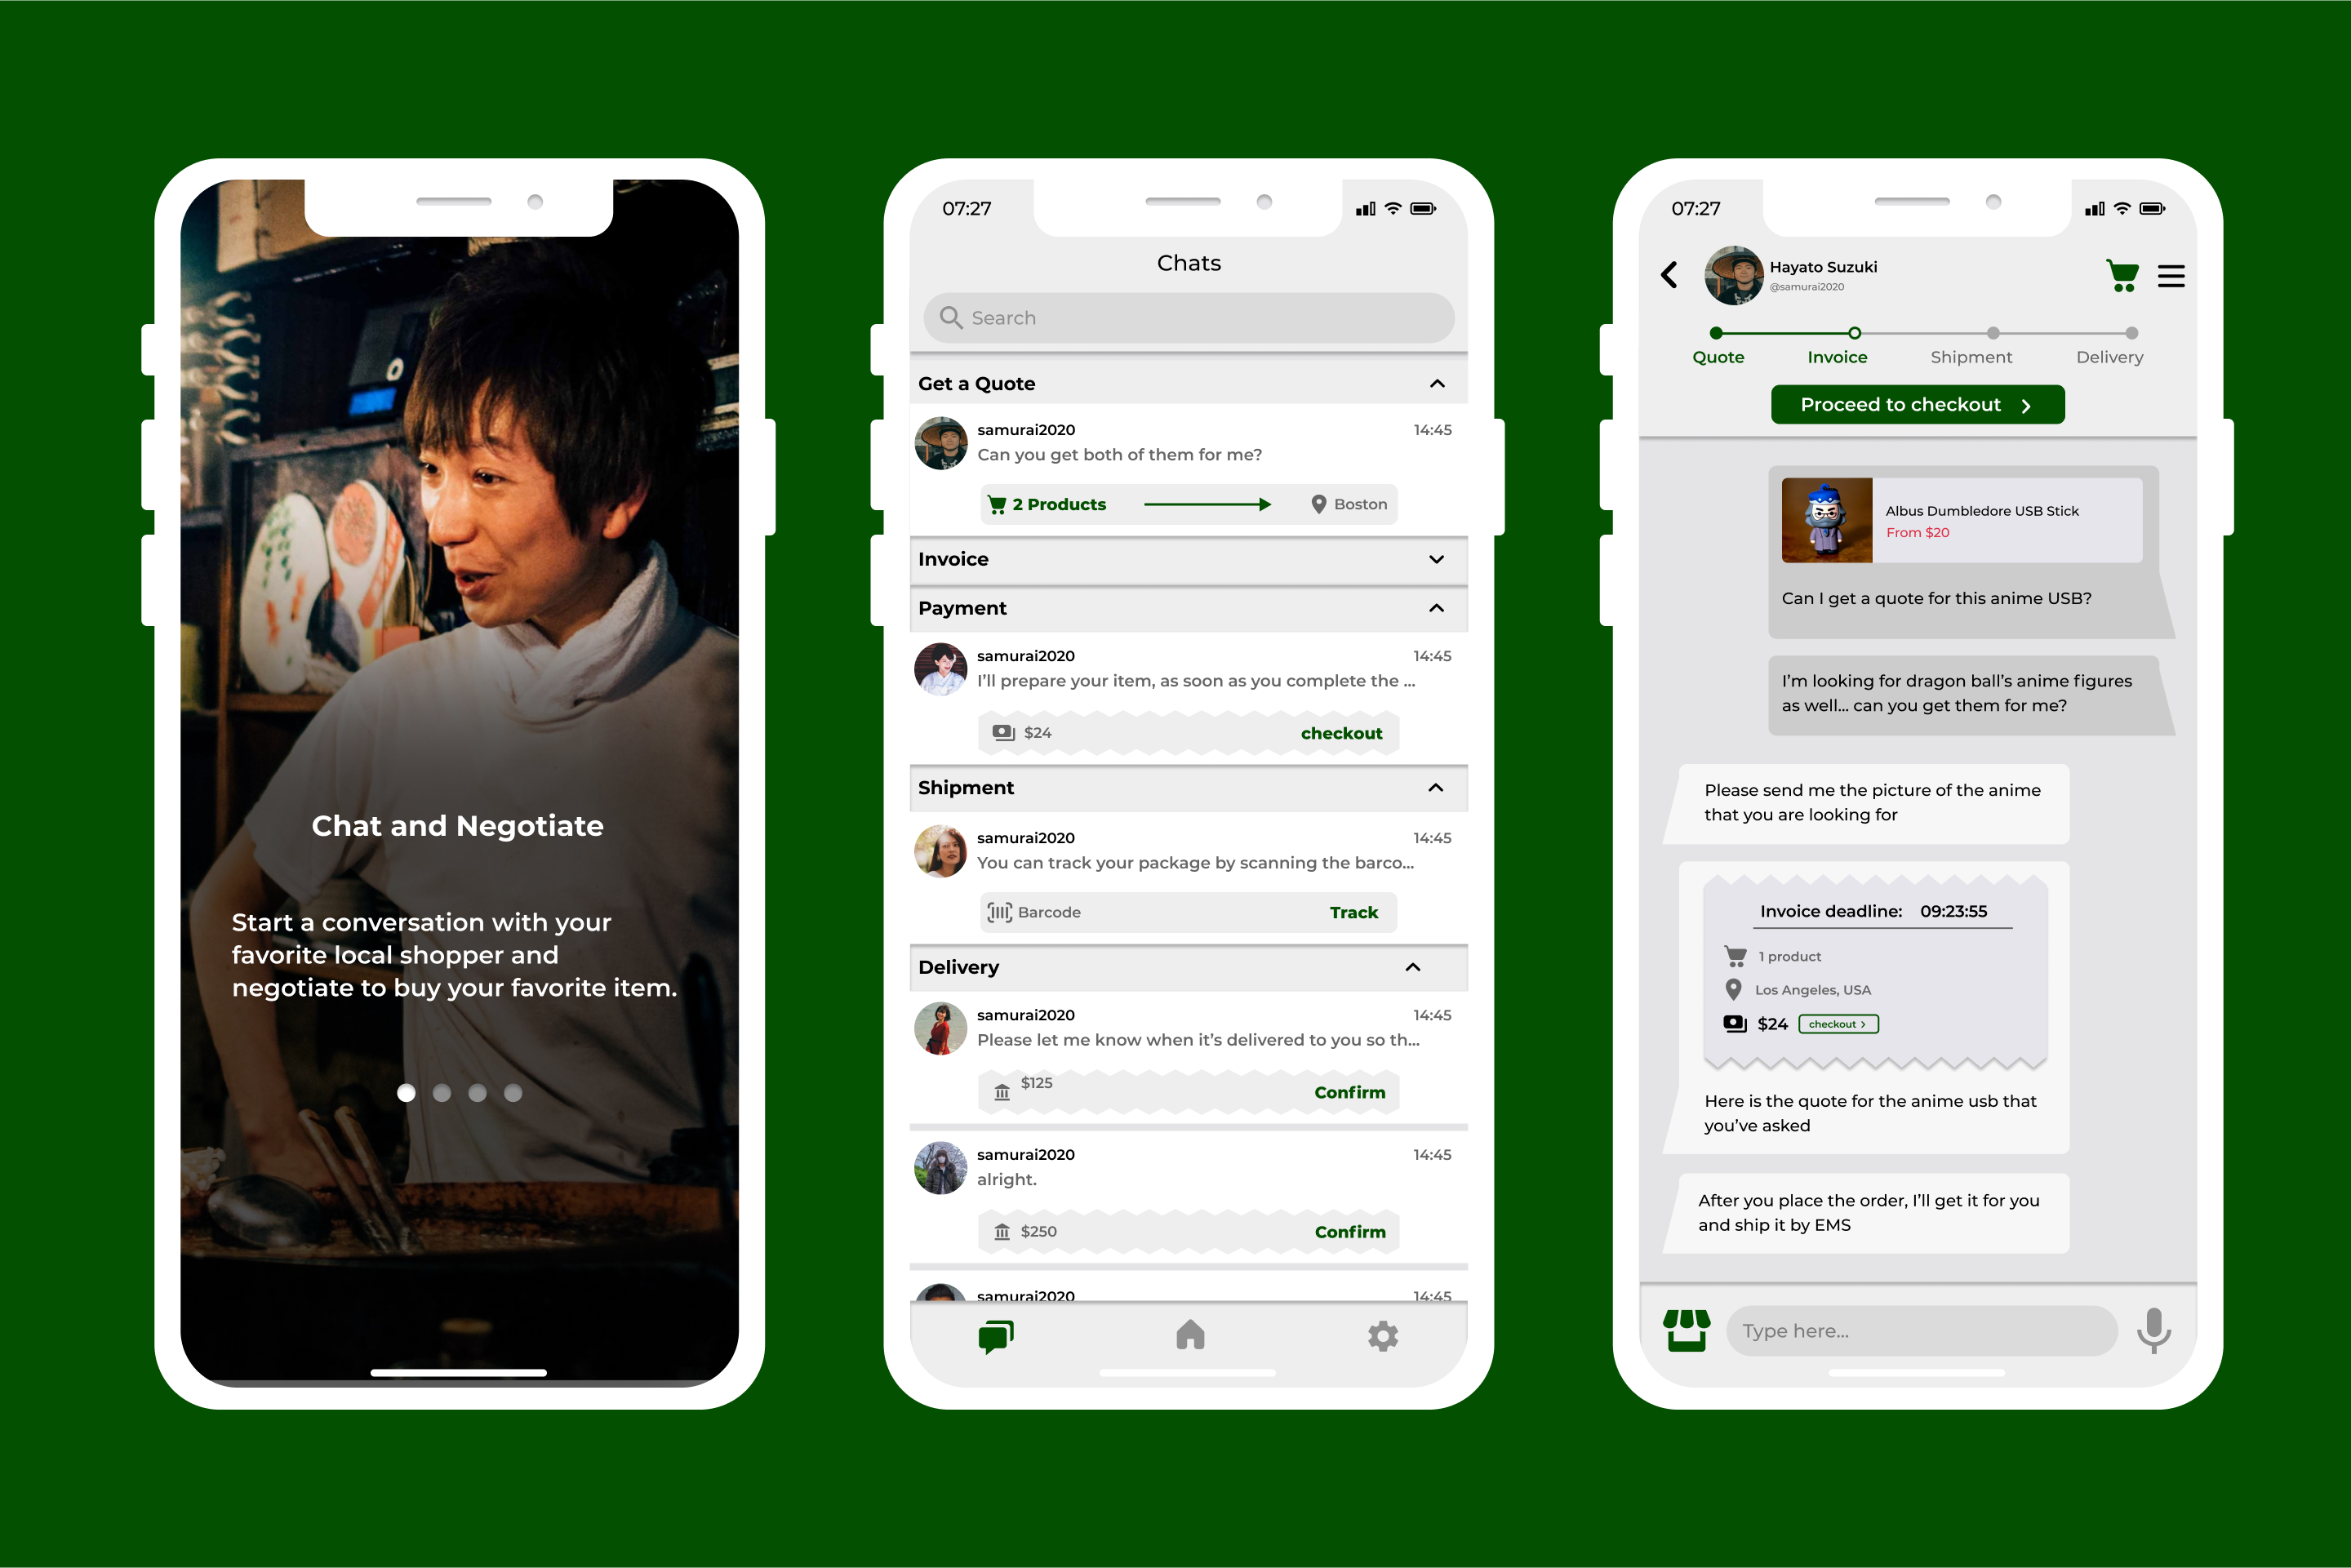 Chat and Negotiate
Start a conversation with your
favorite local shopper and
negotiate to buy your favorite item.
07:27
Chats
Search
Get a Quote
samurai2020 14:45
Can you get both of them for me?
2 Products Boston
Invoice
Payment
samurai2020 14:45
I’ll prepare your item, as soon as you complete the ...
$24 checkout
Shipment
samurai2020 14:45
You can track your package by scanning the barco...
Barcode Track
Delivery
samurai2020 14:45
Please let me know when it’s delivered to you so th...
$125 Confirm
samurai2020 14:45
alright.
$250 Confirm
samurai2020 14:45
07:27
Hayato Suzuki
@samurai2020
Quote Invoice Shipment Delivery
Proceed to checkout
Albus Dumbledore USB Stick
From $20
Can I get a quote for this anime USB?
I’m looking for dragon ball’s anime figures
as well... can you get them for me?
Please send me the picture of the anime
that you are looking for
Invoice deadline: 09:23:55
1 product
Los Angeles, USA
$24 checkout
Here is the quote for the anime usb that
you’ve asked
After you place the order, I’ll get it for you
and ship it by EMS
Type here...